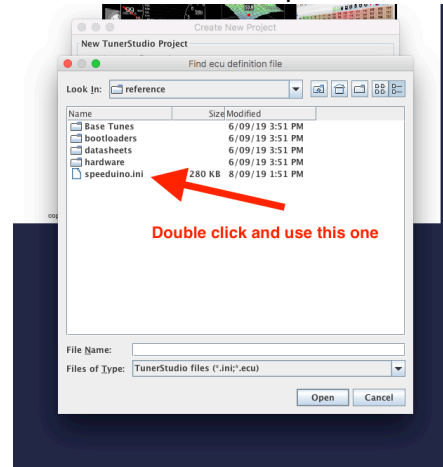 Create New Project
New TunerStudio Project
Find ecu definition file
Look In: reference
Name Size Modified
Base Tunes 6/09/19 3:51 PM
bootloaders 6/09/19 3:51 PM
datasheets 6/09/19 3:51 PM
hardware 6/09/19 3:51 PM
speeduino.ini 280 KB 8/09/19 1:51 PM
cop
Double click and use this one
File Name:
Files of Type: TunerStudio files (*.ini;*.ecu)
Open Cancel